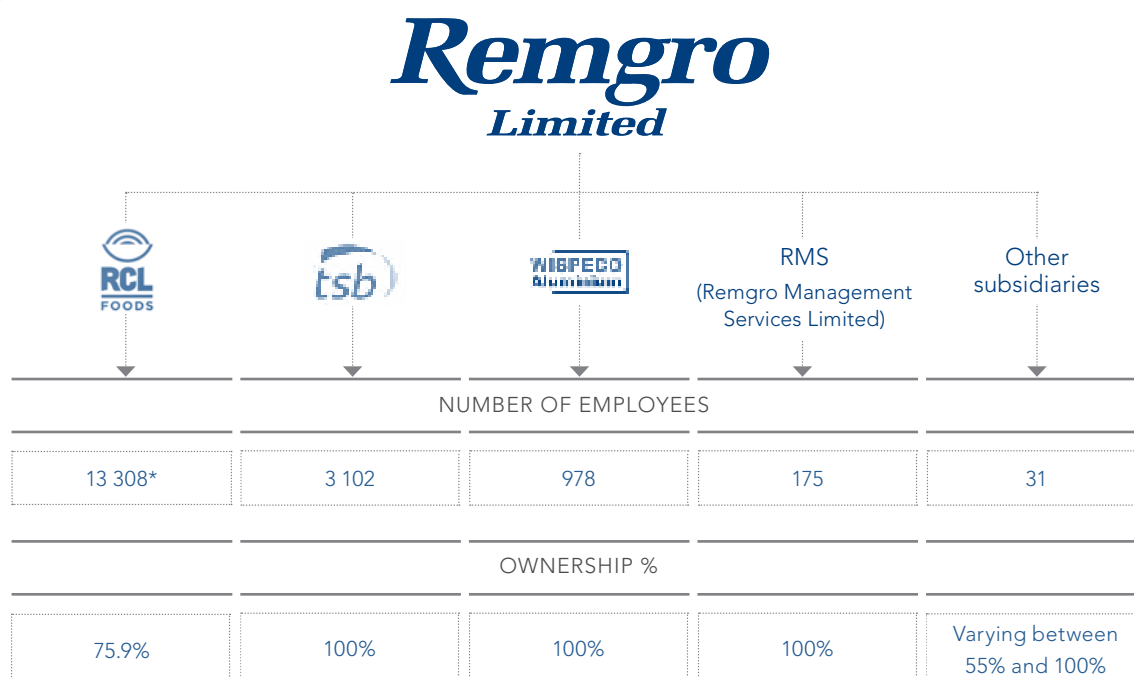 Remgro
Limited
RCL
FOODS
tsb
WISPECO
Aluminium
RMS
(Remgro Management
Services Limited)
Other
subsidiaries
NUMBER OF EMPLOYEES
13 308*
3 102
978
175
31
OWNERSHIP %
75.9%
100%
100%
100%
Varying between
55% and 100%